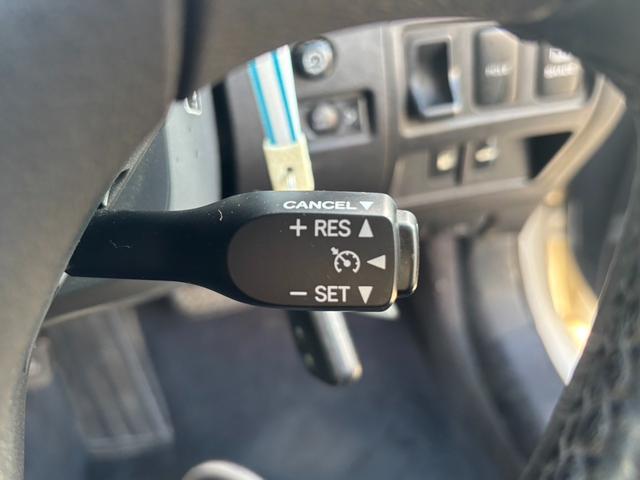 CANCEL▼
+ RES ▲
◀
− SET ▼